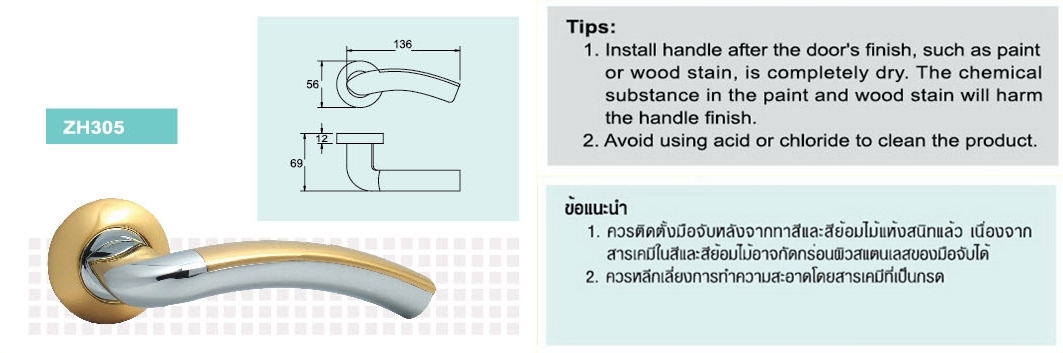 ZH305
136
56
12
69
Tips:
1. Install handle after the door's finish, such as paint
or wood stain, is completely dry. The chemical
substance in the paint and wood stain will harm
the handle finish.
2. Avoid using acid or chloride to clean the product.
ข้อแนะนำ
1. ควรติดตั้งมือจับหลังจากทาสีและสีย้อมไม้แห้งสนิทแล้ว เนื่องจาก
สารเคมีในสีและสีย้อมไม้อาจกัดกร่อนผิวสแตนเลสของมือจับได้
2. ควรหลีกเลี่ยงการทำความสะอาดโดยสารเคมีที่เป็นกรด